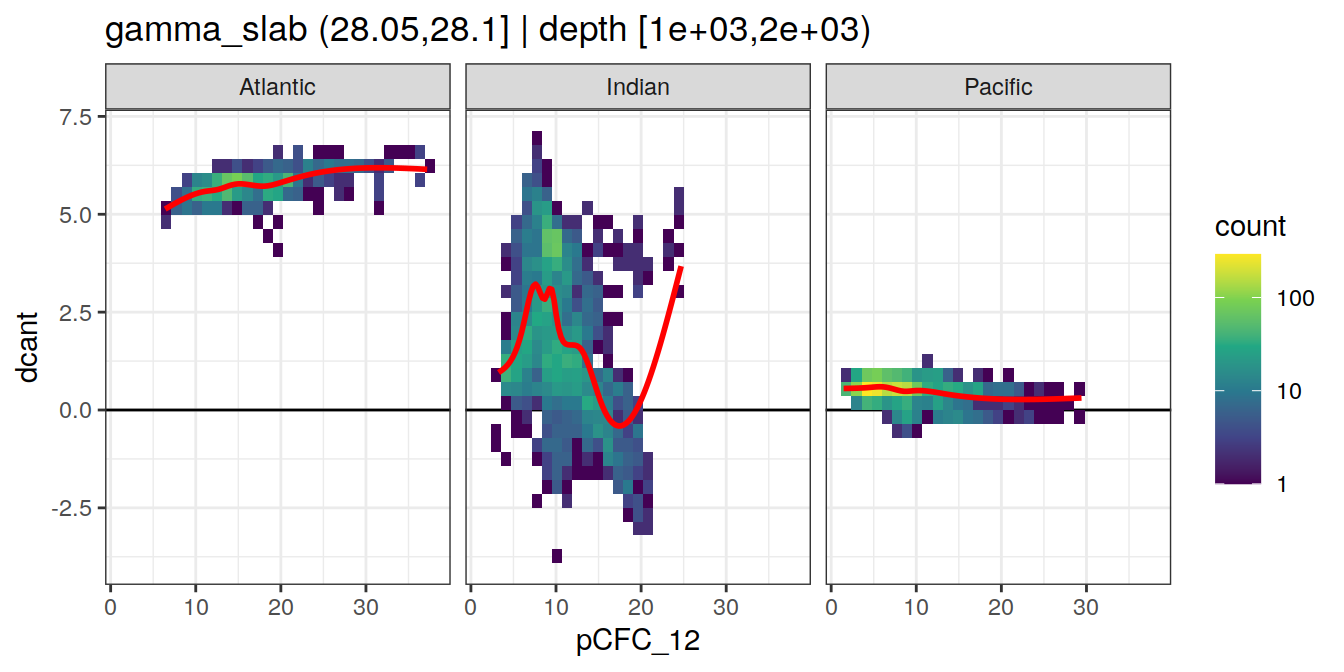 gamma_slab (28.05,28.1] | depth [1e+03,2e+03)
Atlantic Indian Pacific
7.5
5.0
2.5
0.0
-2.5
dcant
0 10 20 30 0 10 20 30 0 10 20 30
pCFC_12
count
100
10
1